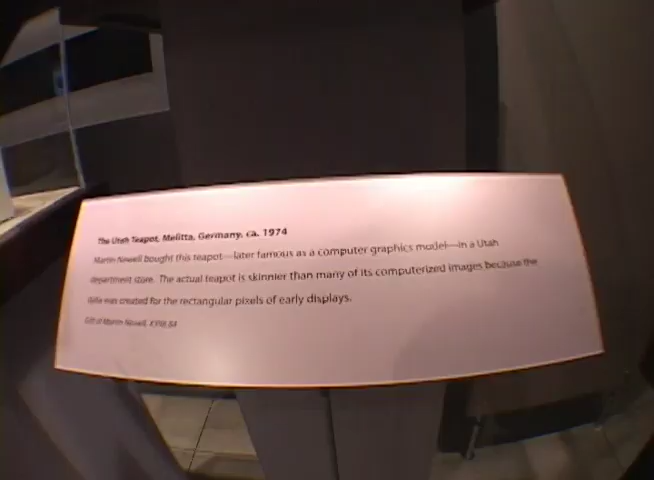 The Utah Teapot, Melitta, Germany, ca. 1974
Martin Newell bought this teapot—later famous as a computer graphics model—in a Utah
department store. The actual teapot is skinnier than many of its computerized images because the
was created for the rectangular pixels of early displays.
Gift of Martin Newell,